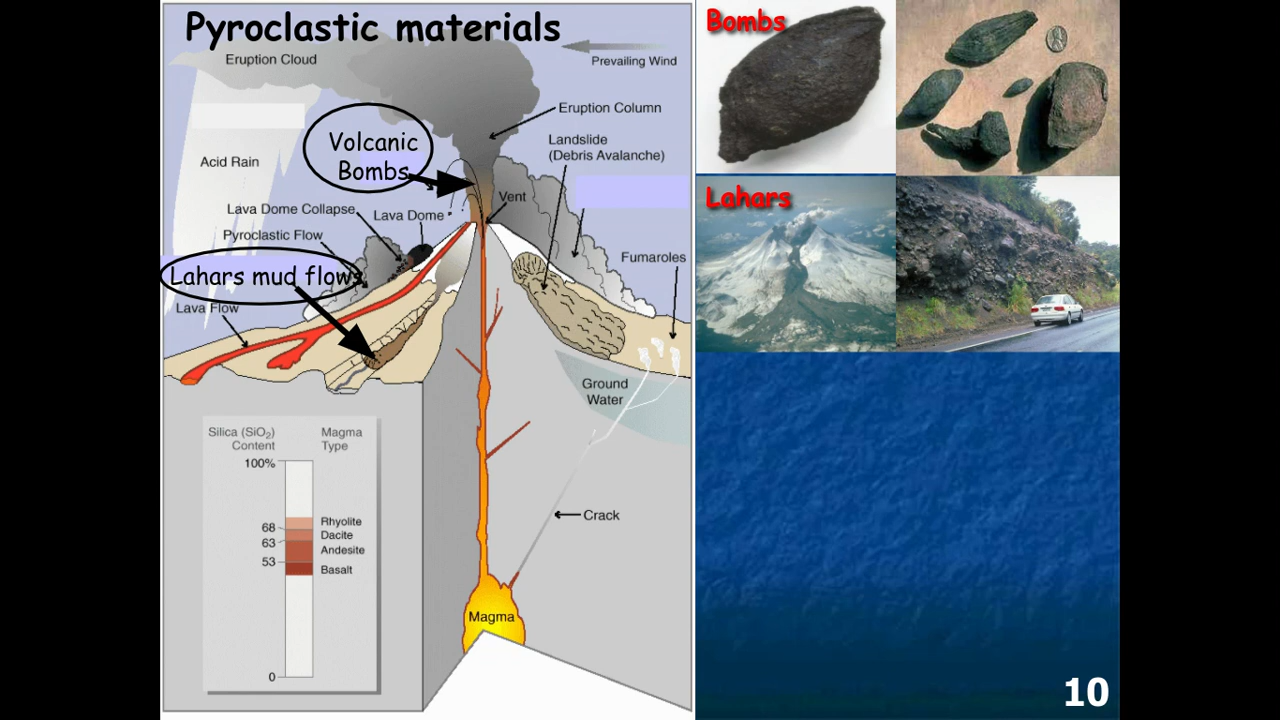 Pyroclastic materials
Eruption Cloud
Prevailing Wind
Eruption Column
Landslide
(Debris Avalanche)
Volcanic
Bombs
Acid Rain
Vent
Lava Dome Collapse
Lava Dome
Pyroclastic Flow
Fumaroles
Lahars mud flows
Lava Flow
Ground
Water
Silica (SiO₂)
Content
Magma
Type
100%
68
63
53
0
Rhyolite
Dacite
Andesite
Basalt
Crack
Magma
Bombs
Lahars
10